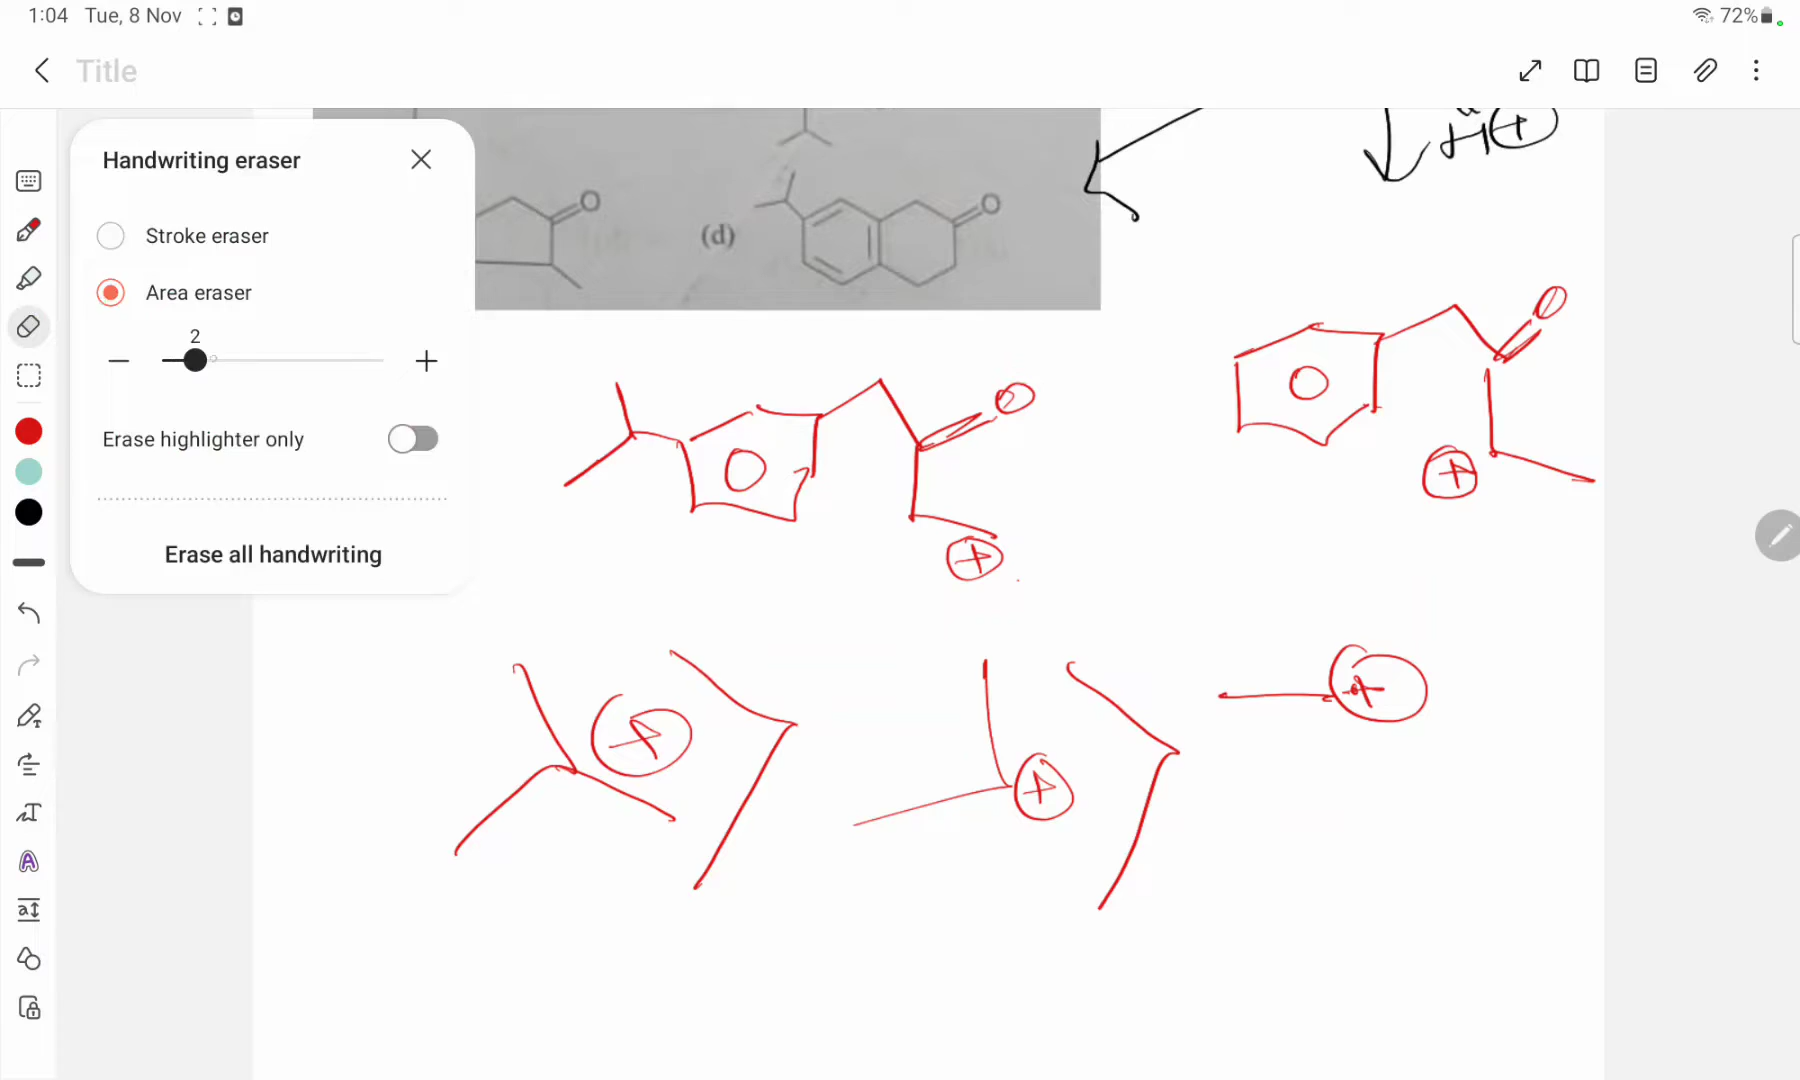 1:04 Tue, 8 Nov
72%
Title
Handwriting eraser
Stroke eraser
Area eraser
2
Erase highlighter only
Erase all handwriting
O
(d)
O
H+
O
O
+
O
O
+
+
+
+